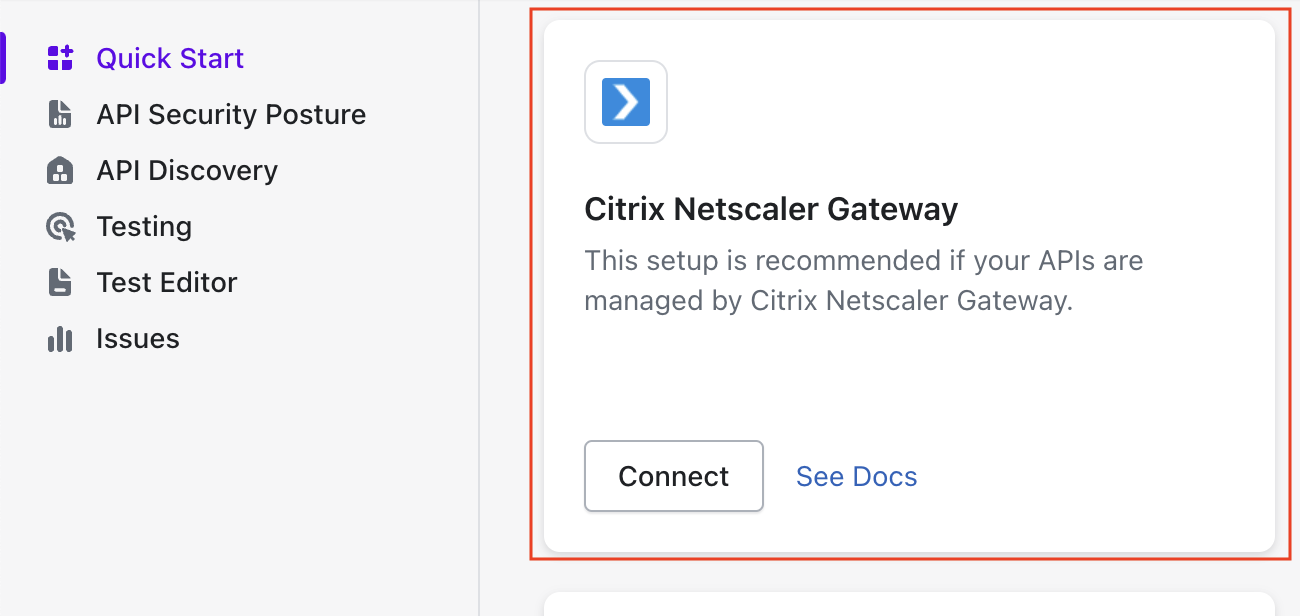 Quick Start
API Security Posture
API Discovery
Testing
Test Editor
Issues
Citrix Netscaler Gateway
This setup is recommended if your APIs are
managed by Citrix Netscaler Gateway.
Connect
See Docs